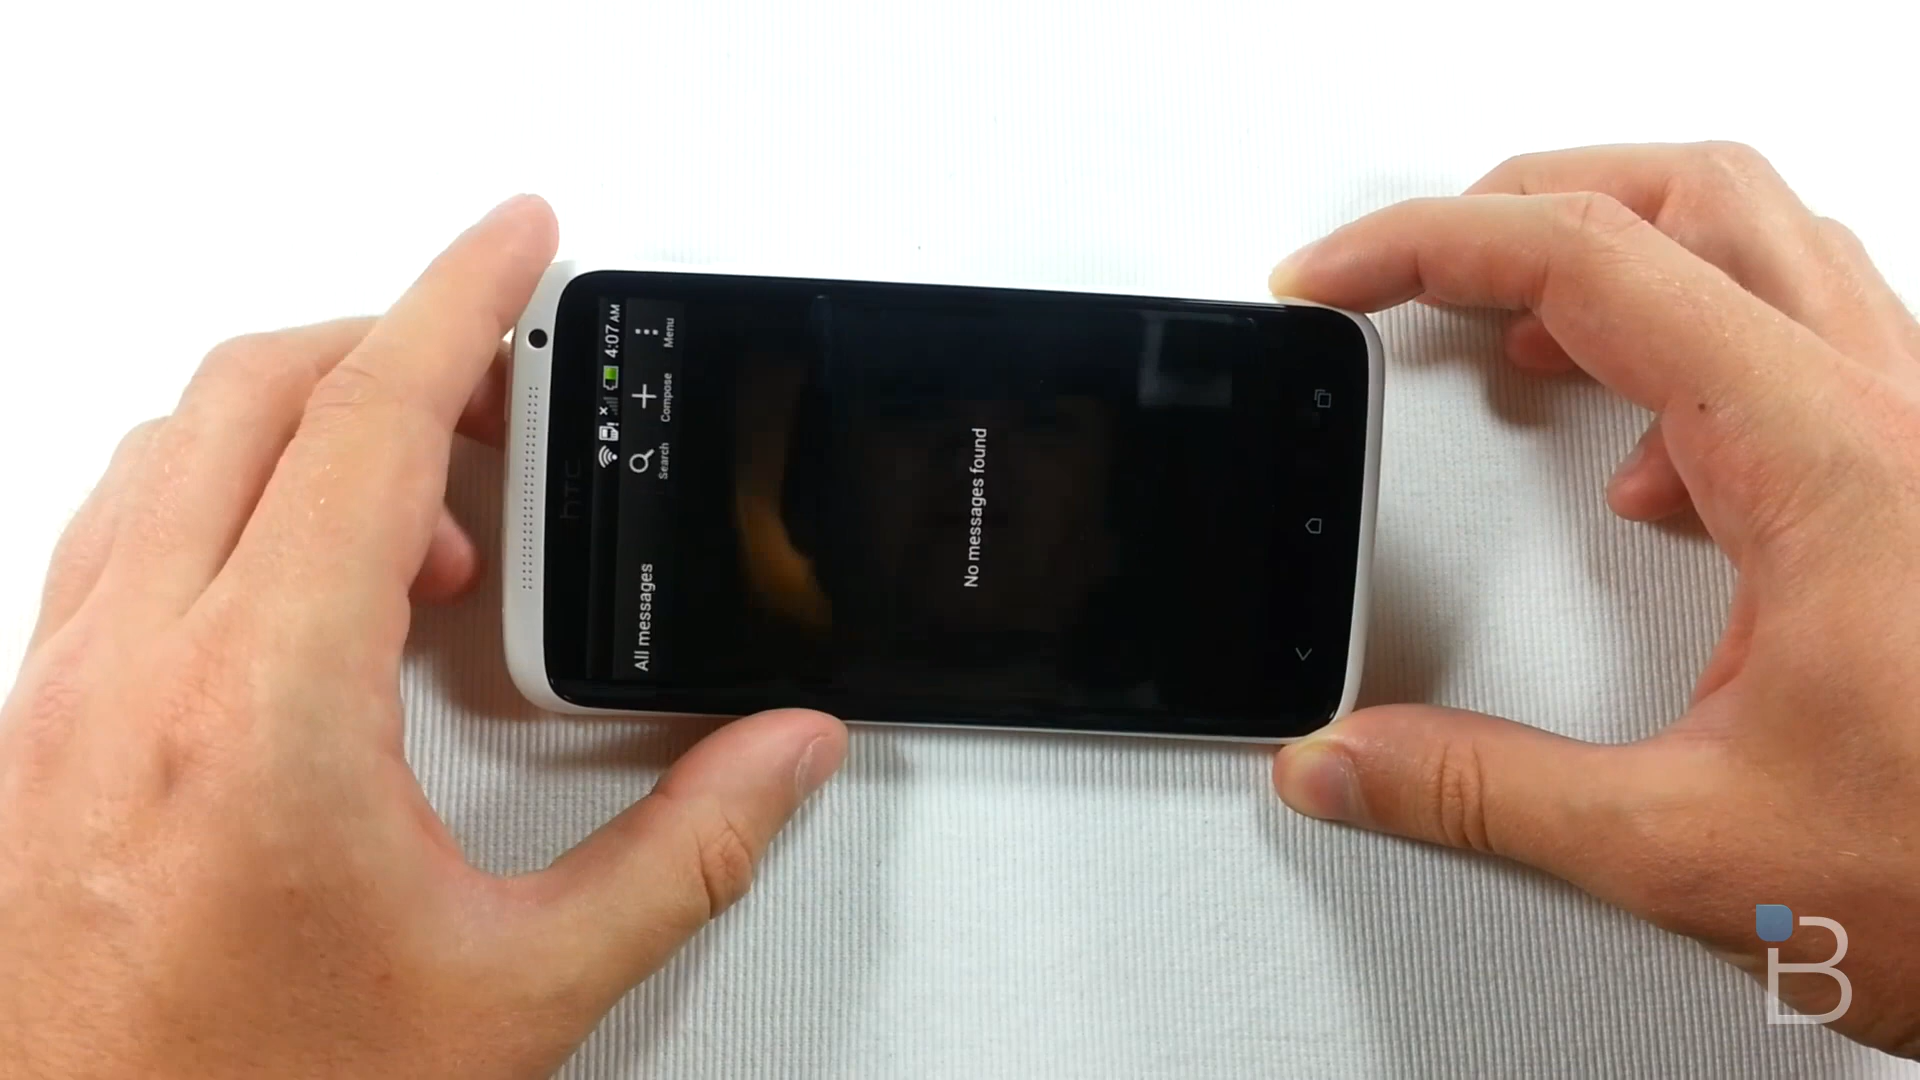 hTC
4:07 AM
All messages
Search
Compose
Menu
No messages found
B